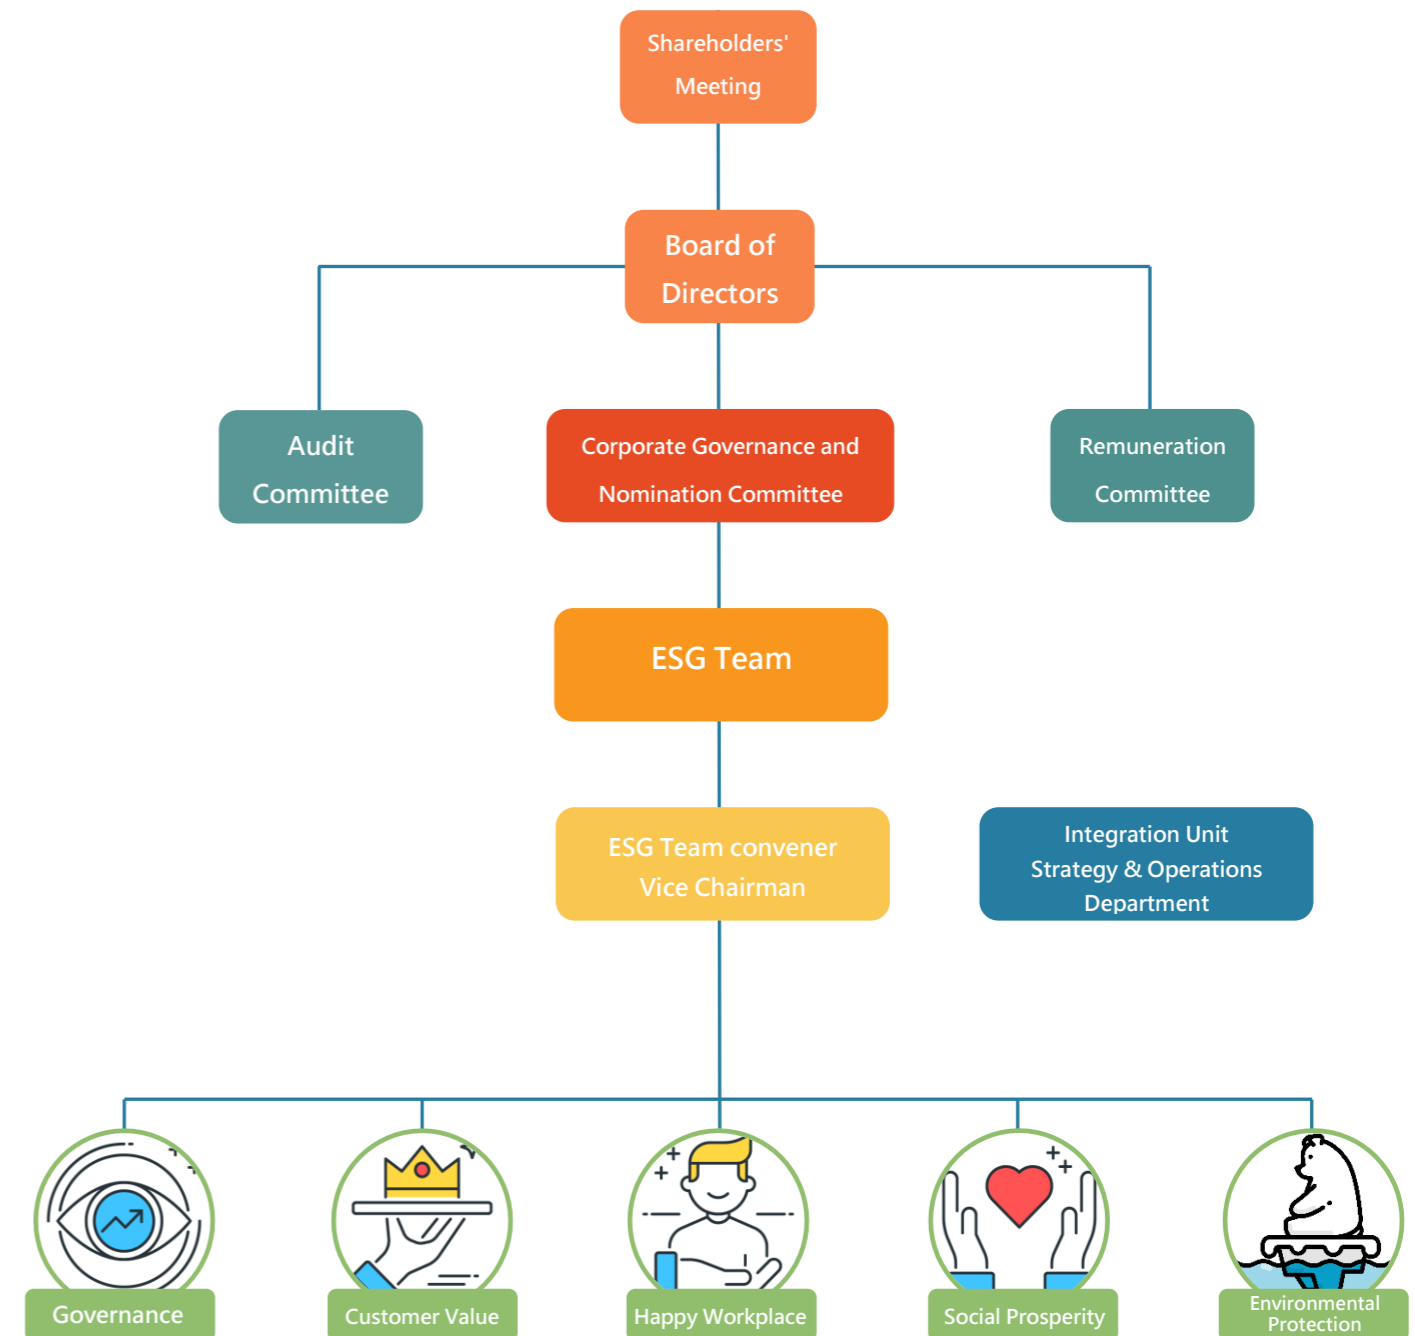 Shareholders'
Meeting
Board of
Directors
Audit
Committee
Corporate Governance and
Nomination Committee
Remuneration
Committee
ESG Team
ESG Team convener
Vice Chairman
Integration Unit
Strategy & Operations
Department
Governance
Customer Value
Happy Workplace
Social Prosperity
Environmental
Protection